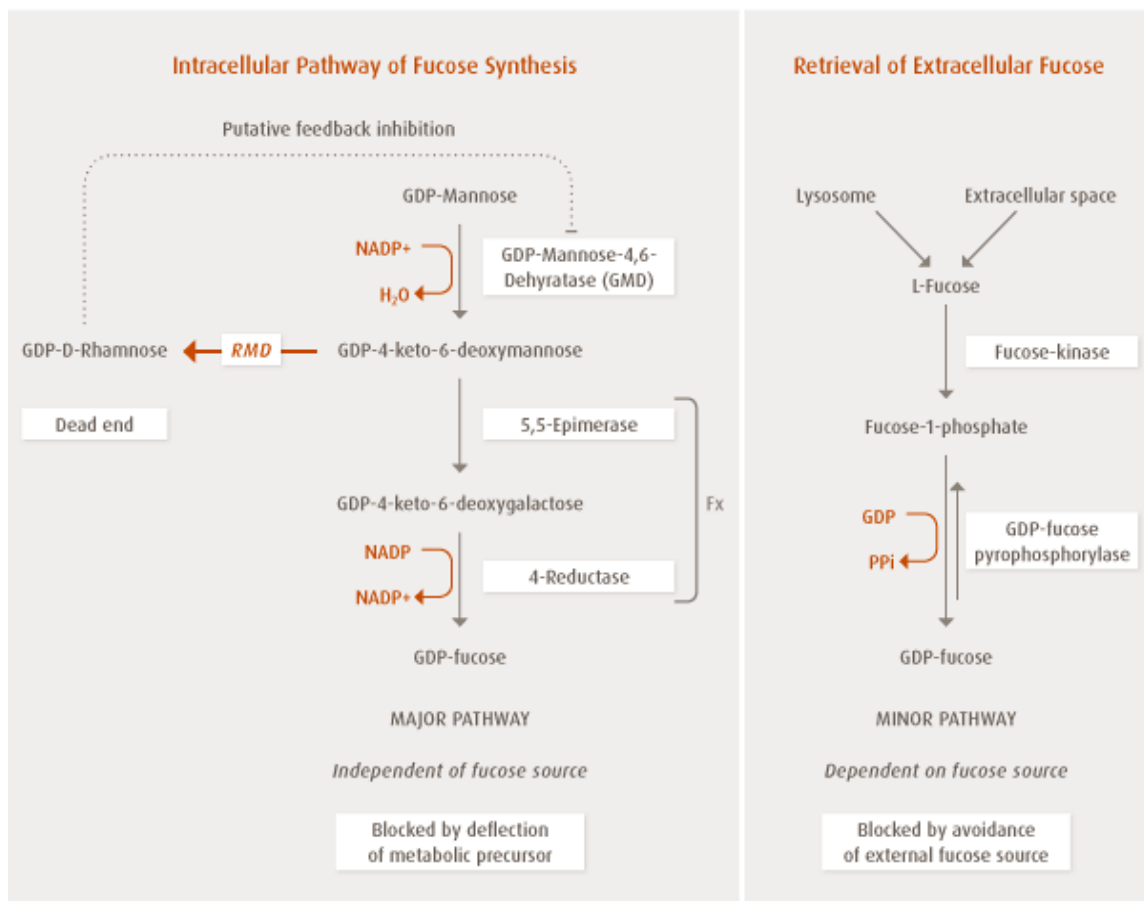 Intracellular Pathway of Fucose Synthesis
Putative feedback inhibition
GDP-Mannose
NADP+
H₂O
GDP-Mannose-4,6-
Dehyratase (GMD)
GDP-D-Rhamnose
RMD
GDP-4-keto-6-deoxymannose
Dead end
5,5-Epimerase
GDP-4-keto-6-deoxygalactose
Fx
NADP
NADP+
4-Reductase
GDP-fucose
MAJOR PATHWAY
Independent of fucose source
Blocked by deflection
of metabolic precursor
Retrieval of Extracellular Fucose
Lysosome
Extracellular space
L-Fucose
Fucose-kinase
Fucose-1-phosphate
GDP
PPi
GDP-fucose
pyrophosphorylase
GDP-fucose
MINOR PATHWAY
Dependent on fucose source
Blocked by avoidance
of external fucose source